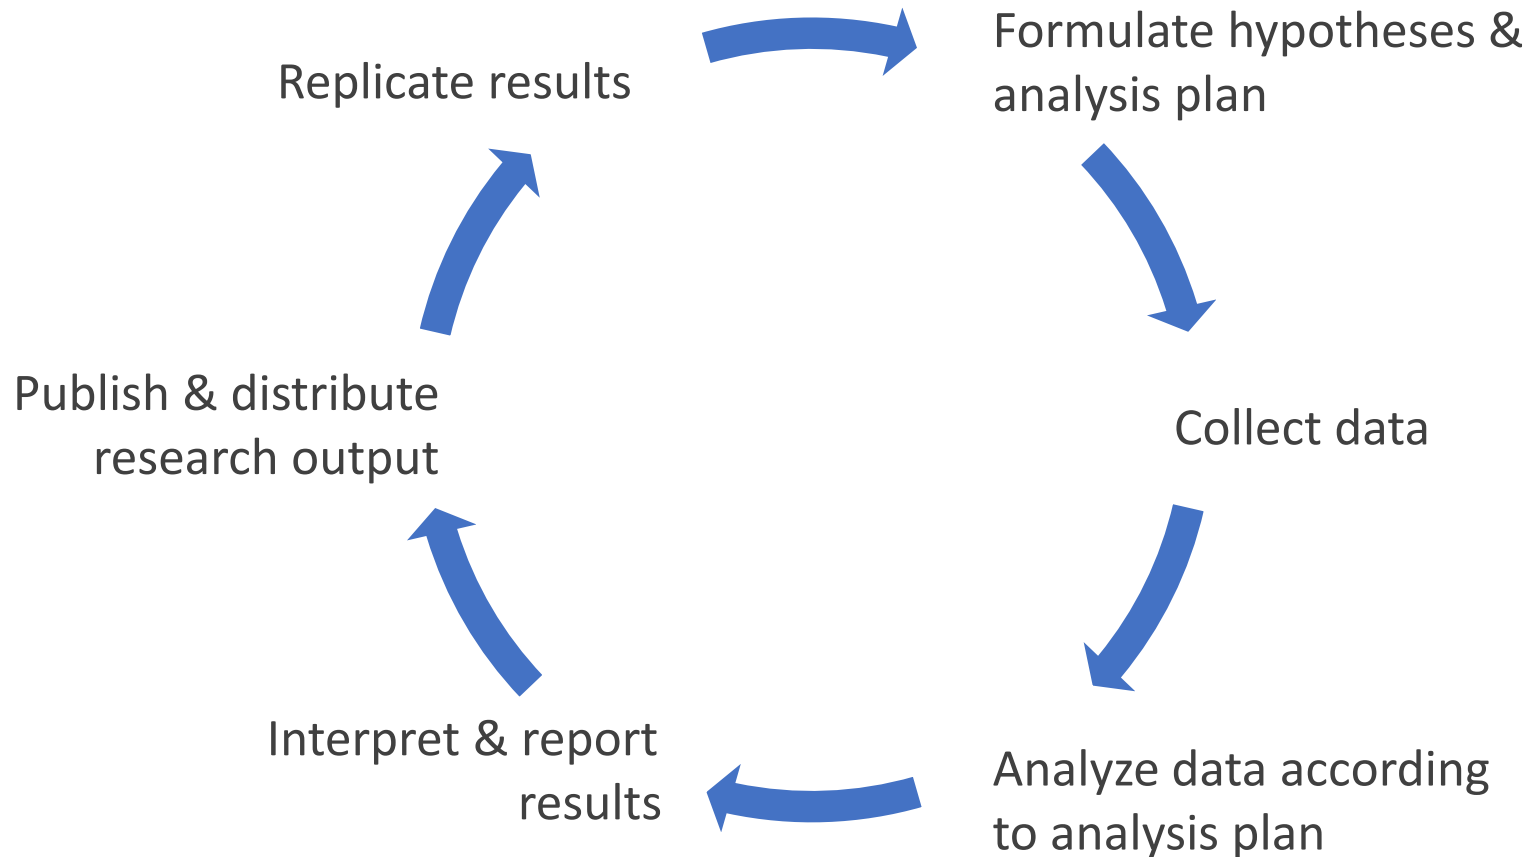 Replicate results
Formulate hypotheses &
analysis plan
Collect data
Analyze data according
to analysis plan
Interpret & report
results
Publish & distribute
research output